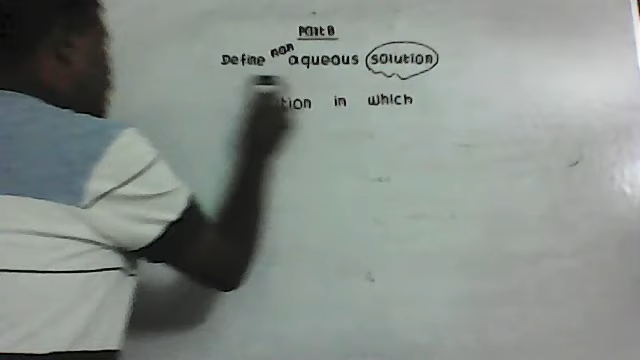 Part B
Define non aqueous solution
tion in which